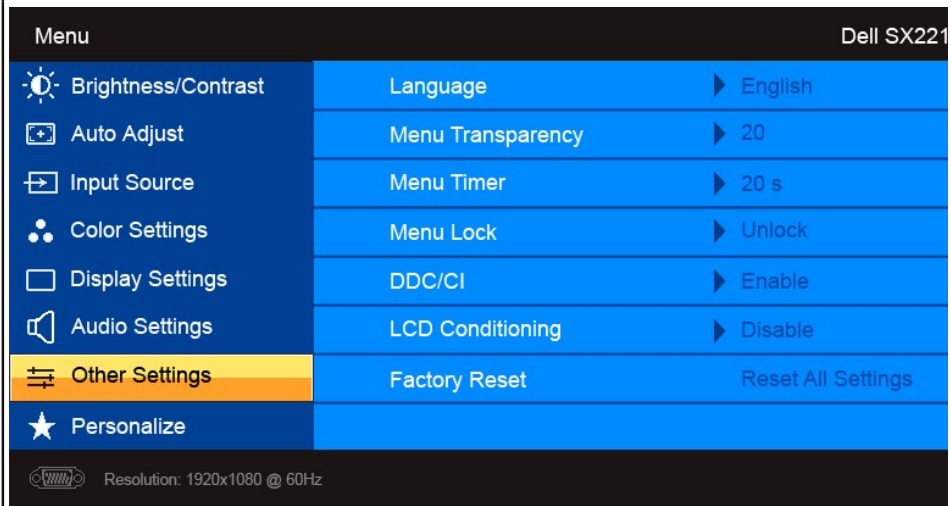 Menu Dell SX221
Brightness/Contrast Language English
Auto Adjust Menu Transparency 20
Input Source Menu Timer 20 s
Color Settings Menu Lock Unlock
Display Settings DDC/CI Enable
Audio Settings LCD Conditioning Disable
Other Settings Factory Reset Reset All Settings
Personalize
Resolution: 1920x1080 @ 60Hz